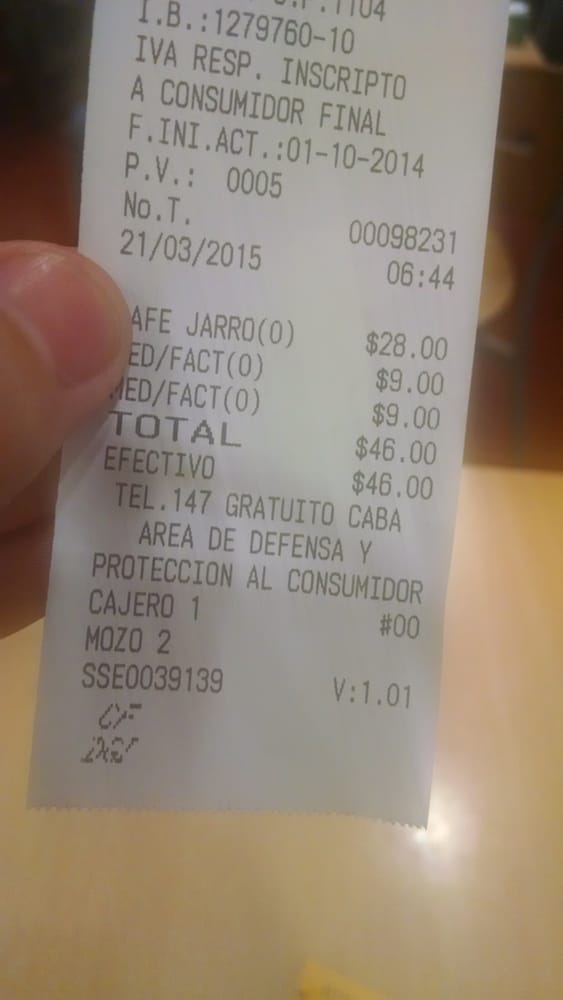 .P.:1104
I.B.:1279760-10
IVA RESP. INSCRIPTO
A CONSUMIDOR FINAL
F.INI.ACT.:01-10-2014
P.V.: 0005
No.T. 00098231
21/03/2015 06:44
AFE JARRO(0) $28.00
ED/FACT(0) $9.00
MED/FACT(0) $9.00
TOTAL $46.00
EFECTIVO $46.00
TEL.147 GRATUITO CABA
AREA DE DEFENSA Y
PROTECCION AL CONSUMIDOR
CAJERO 1 #00
MOZO 2
SSE0039139 V:1.01
CF
DGI